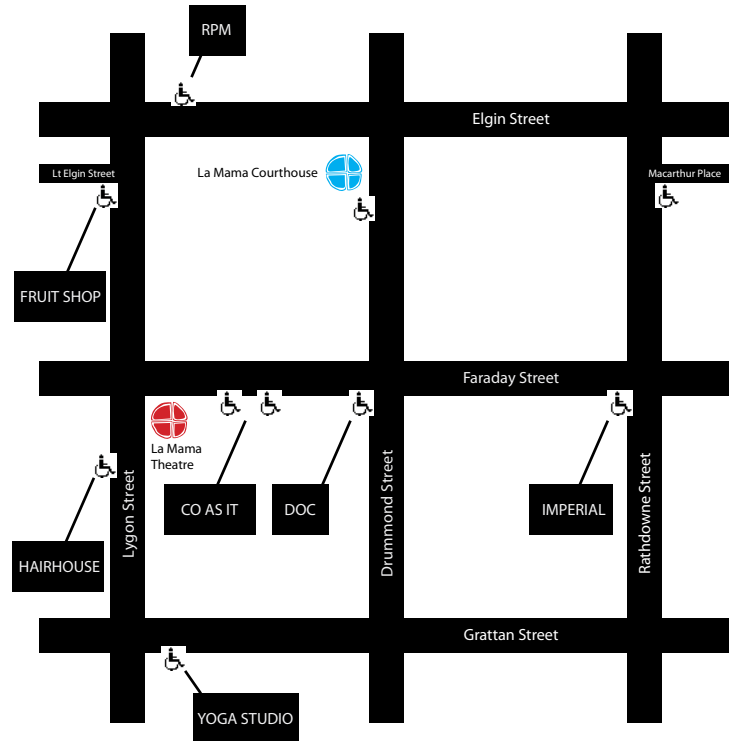 RPM
Elgin Street
Lt Elgin Street
La Mama Courthouse
Macarthur Place
FRUIT SHOP
Faraday Street
La Mama
Theatre
Lygon Street
Drummond Street
Rathdowne Street
CO AS IT
DOC
IMPERIAL
HAIRHOUSE
Grattan Street
YOGA STUDIO